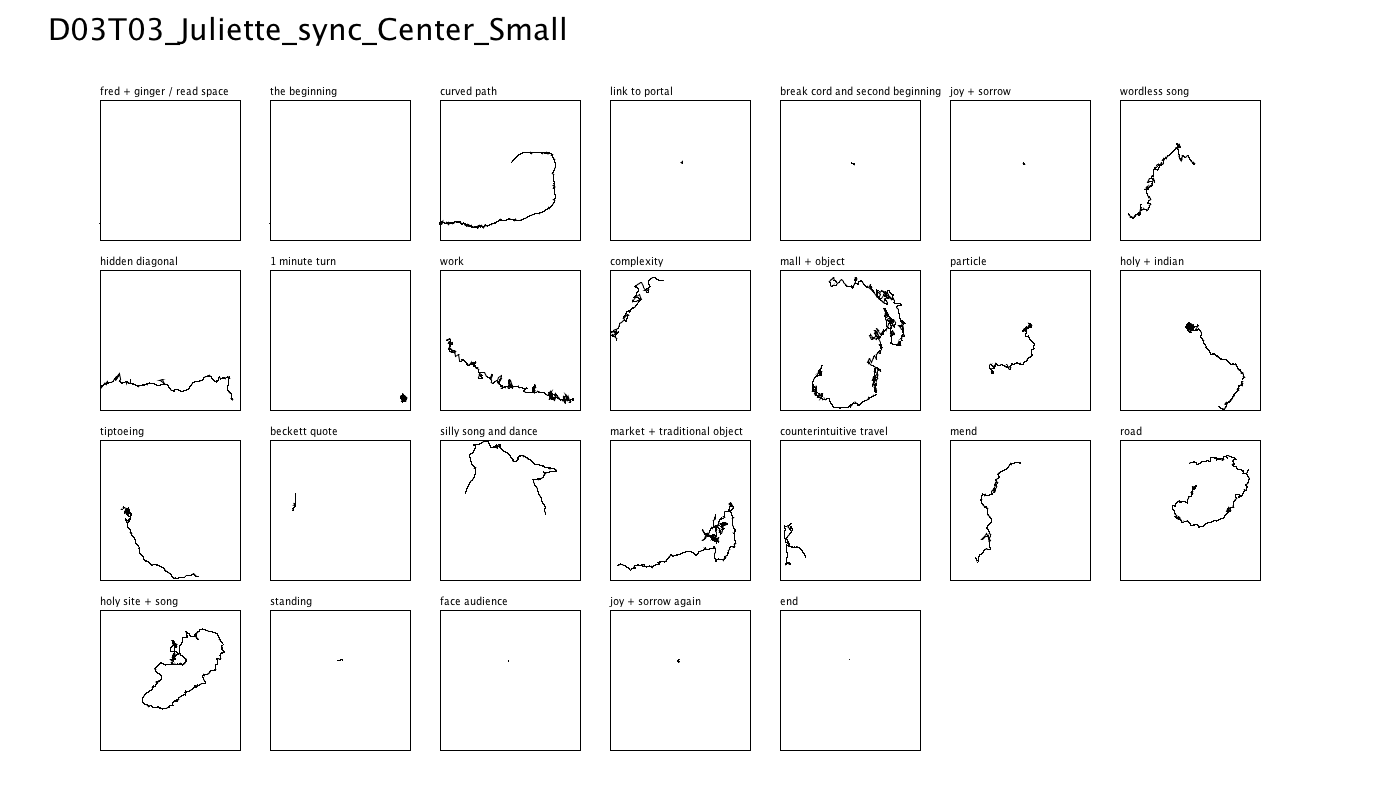 D03T03_Juliette_sync_Center_Small
fred + ginger / read space
the beginning
curved path
link to portal
break cord and second beginning
joy + sorrow
wordless song
hidden diagonal
1 minute turn
work
complexity
mall + object
particle
holy + indian
tiptoeing
beckett quote
silly song and dance
market + traditional object
counterintuitive travel
mend
road
holy site + song
standing
face audience
joy + sorrow again
end